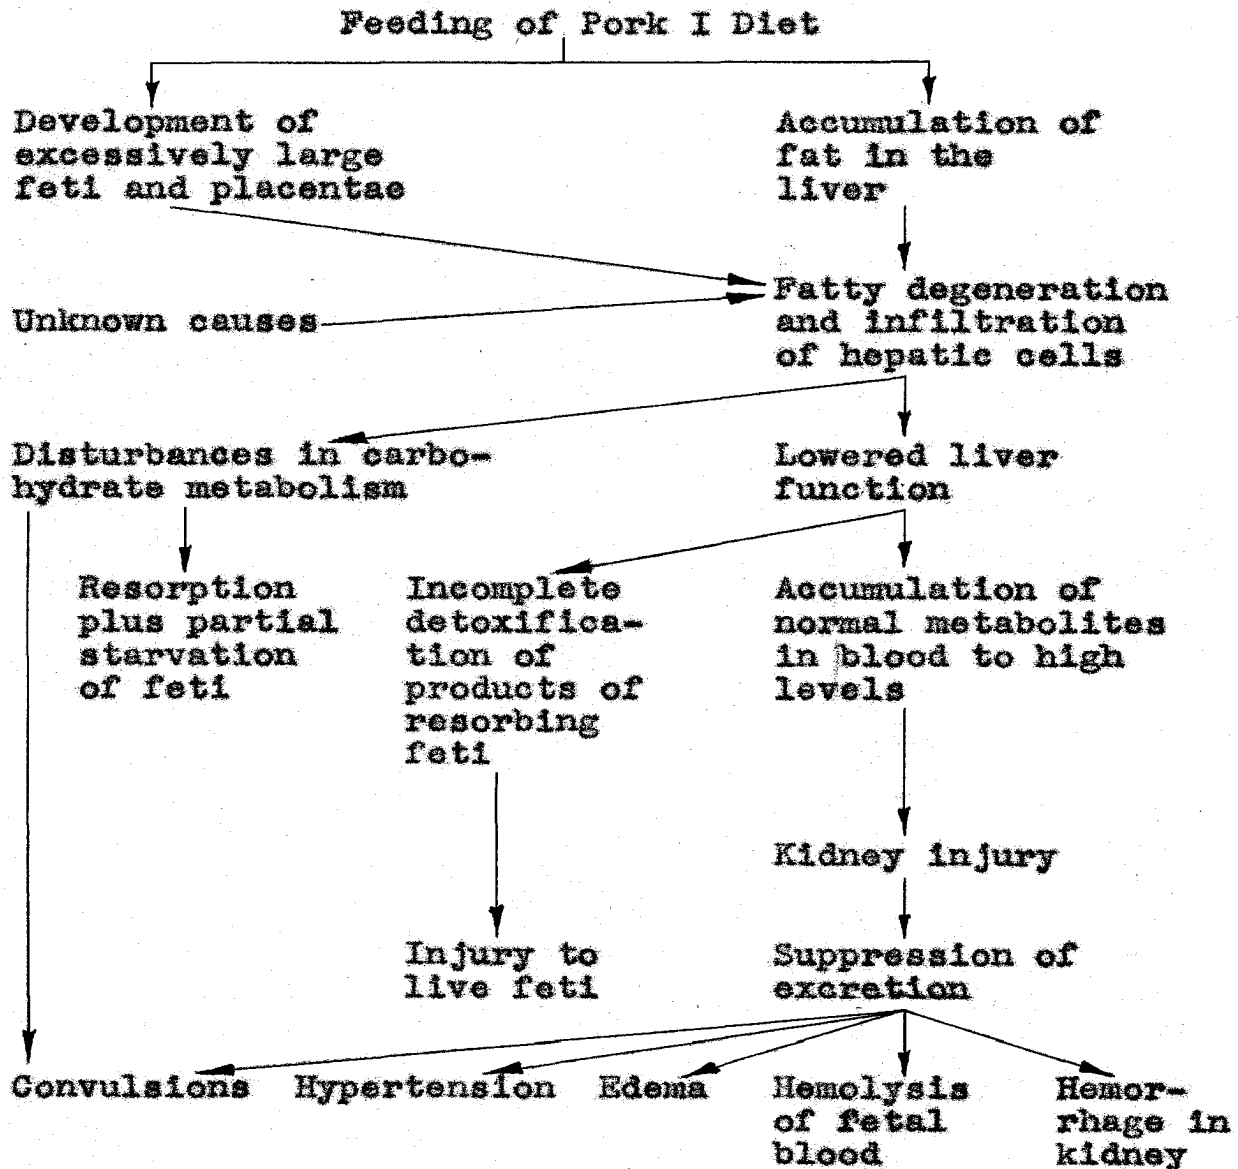 Feeding of Pork I Diet
Development of
excessively large
feti and placentae
Accumulation of
fat in the
liver
Unknown causes
Fatty degeneration
and infiltration
of hepatic cells
Disturbances in carbo-
hydrate metabolism
Lowered liver
function
Resorption
plus partial
starvation
of feti
Incomplete
detoxifica-
tion of
products of
resorbing
feti
Accumulation of
normal metabolites
in blood to high
levels
Kidney injury
Injury to
live feti
Suppression of
excretion
Convulsions
Hypertension
Edema
Hemolysis
of fetal
blood
Hemor-
rhage in
kidney